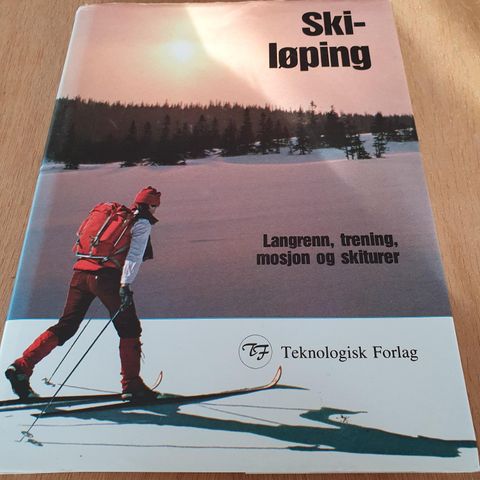 Ski-
løping
Langrenn, trening,
mosjon og skiturer
TF Teknologisk Forlag